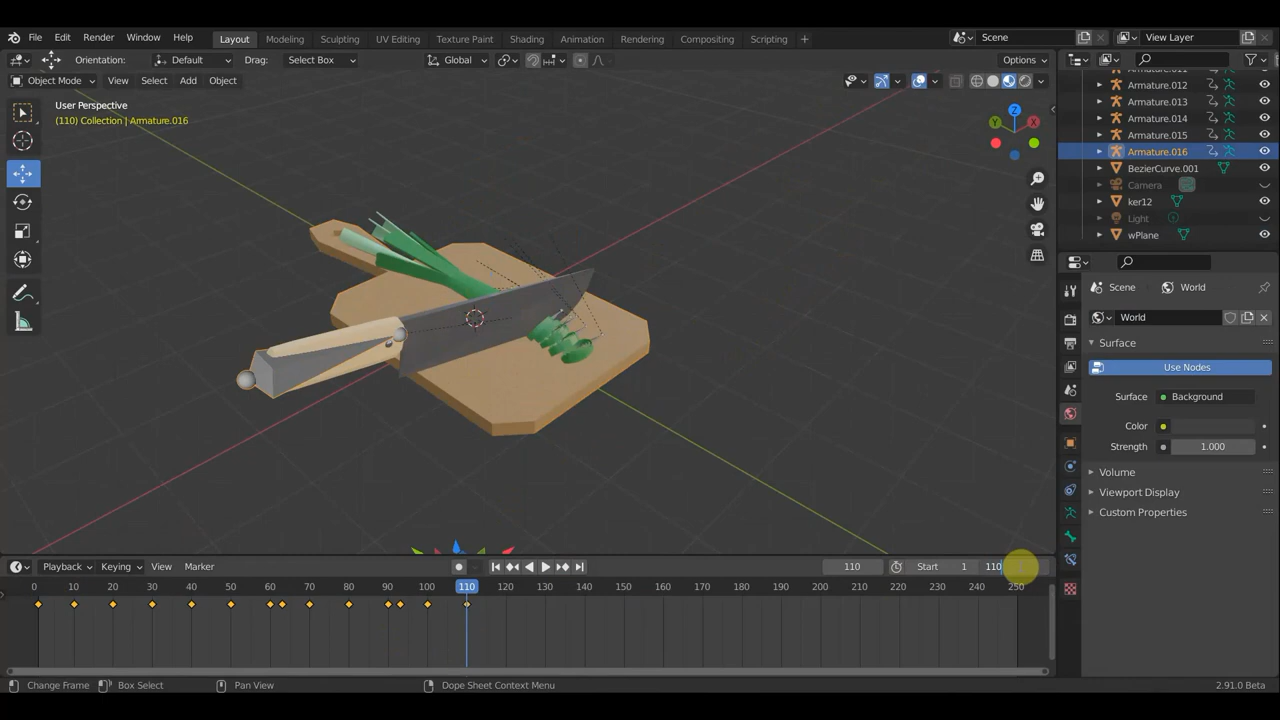 File Edit Render Window Help Layout Modeling Sculpting UV Editing Texture Paint Shading Animation Rendering Compositing Scripting + Scene View Layer
Orientation: Default Drag: Select Box Global Options
Object Mode View Select Add Object
User Perspective
(110) Collection | Armature.016
Z
Y X
Armature.012
Armature.013
Armature.014
Armature.015
Armature.016
BezierCurve.001
Camera
ker12
Light
wPlane
Scene World
World
Surface
Use Nodes
Surface Background
Color
Strength 1.000
Volume
Viewport Display
Custom Properties
Playback Keying View Marker 110 Start 1 110
0 10 20 30 40 50 60 70 80 90 100 110 120 130 140 150 160 170 180 190 200 210 220 230 240 250
Change Frame Box Select Pan View Dope Sheet Context Menu 2.91.0 Beta